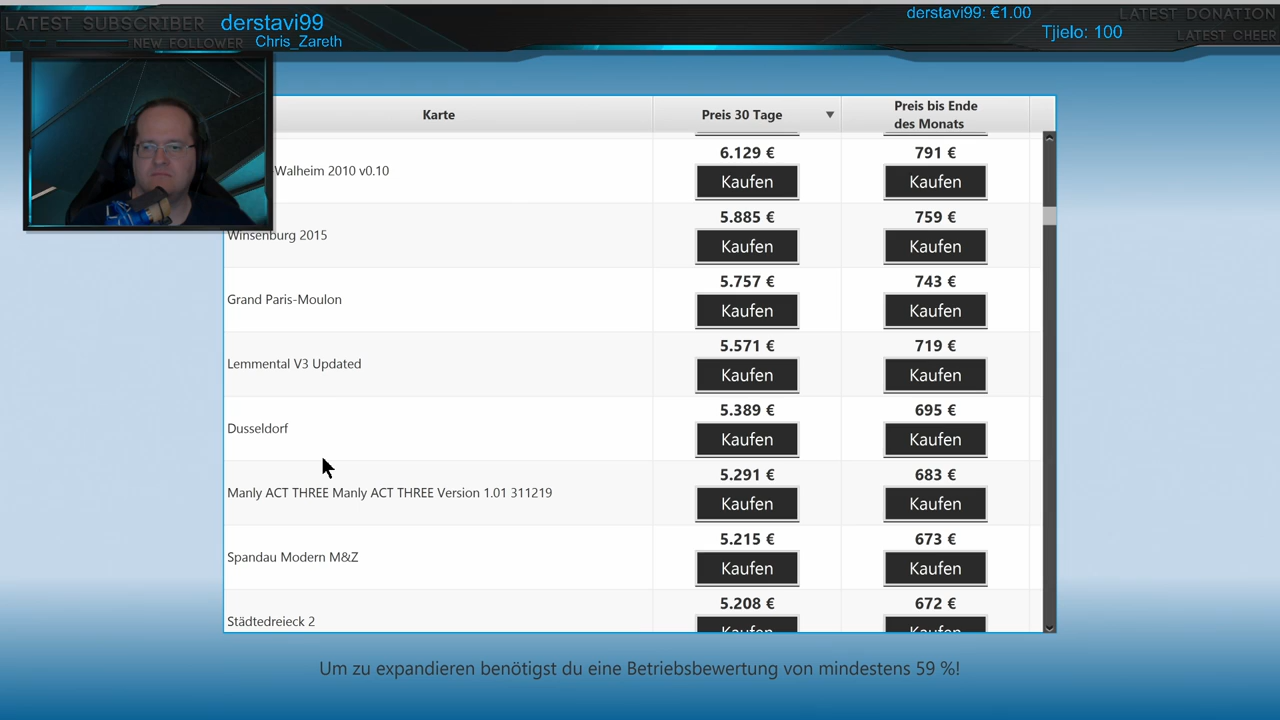 LATEST SUBSCRIBER derstavi99
NEW FOLLOWER Chris_Zareth
derstavi99: €1.00 LATEST DONATION
Tjielo: 100 LATEST CHEER
Karte Preis 30 Tage Preis bis Ende
des Monats
Walheim 2010 v0.10 6.129 € 791 €
Kaufen Kaufen
Winsenburg 2015 5.885 € 759 €
Kaufen Kaufen
Grand Paris-Moulon 5.757 € 743 €
Kaufen Kaufen
Lemmental V3 Updated 5.571 € 719 €
Kaufen Kaufen
Dusseldorf 5.389 € 695 €
Kaufen Kaufen
Manly ACT THREE Manly ACT THREE Version 1.01 311219 5.291 € 683 €
Kaufen Kaufen
Spandau Modern M&Z 5.215 € 673 €
Kaufen Kaufen
Städtedreieck 2 5.208 € 672 €
Kaufen Kaufen
Um zu expandieren benötigst du eine Betriebsbewertung von mindestens 59 %!